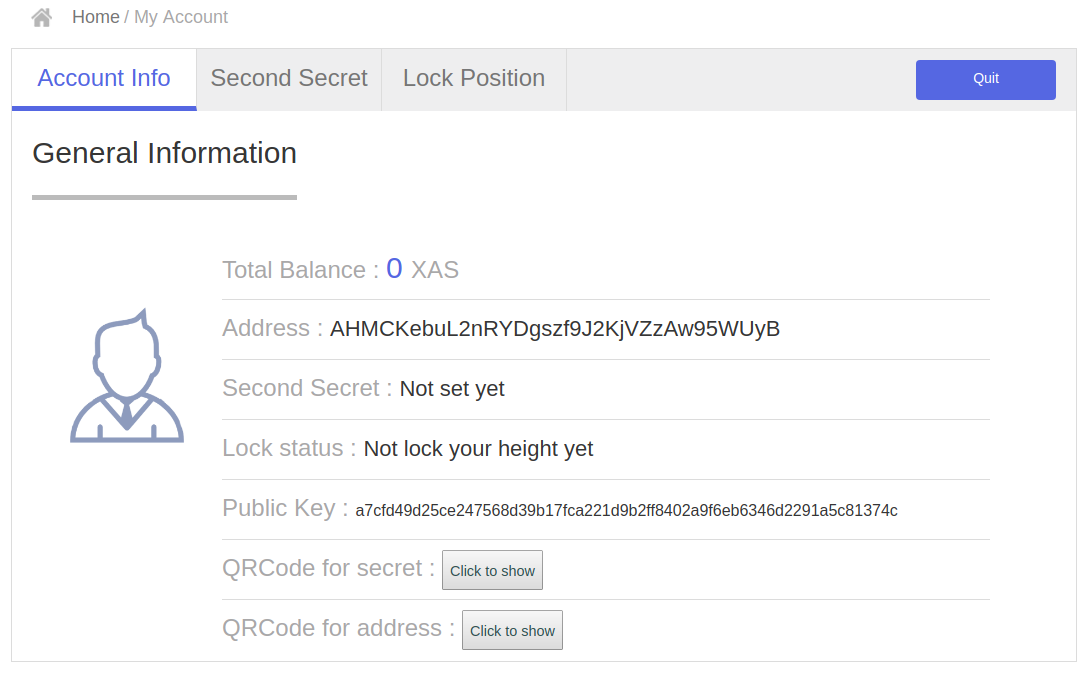 Home / My Account
Account Info Second Secret Lock Position Quit
General Information
Total Balance : 0 XAS
Address : AHMCKebuL2nRYDgszf9J2KjVZzAw95WUyB
Second Secret : Not set yet
Lock status : Not lock your height yet
Public Key : a7cfd49d25ce247568d39b17fca221d9b2ff8402a9f6eb6346d2291a5c81374c
QRCode for secret : Click to show
QRCode for address : Click to show